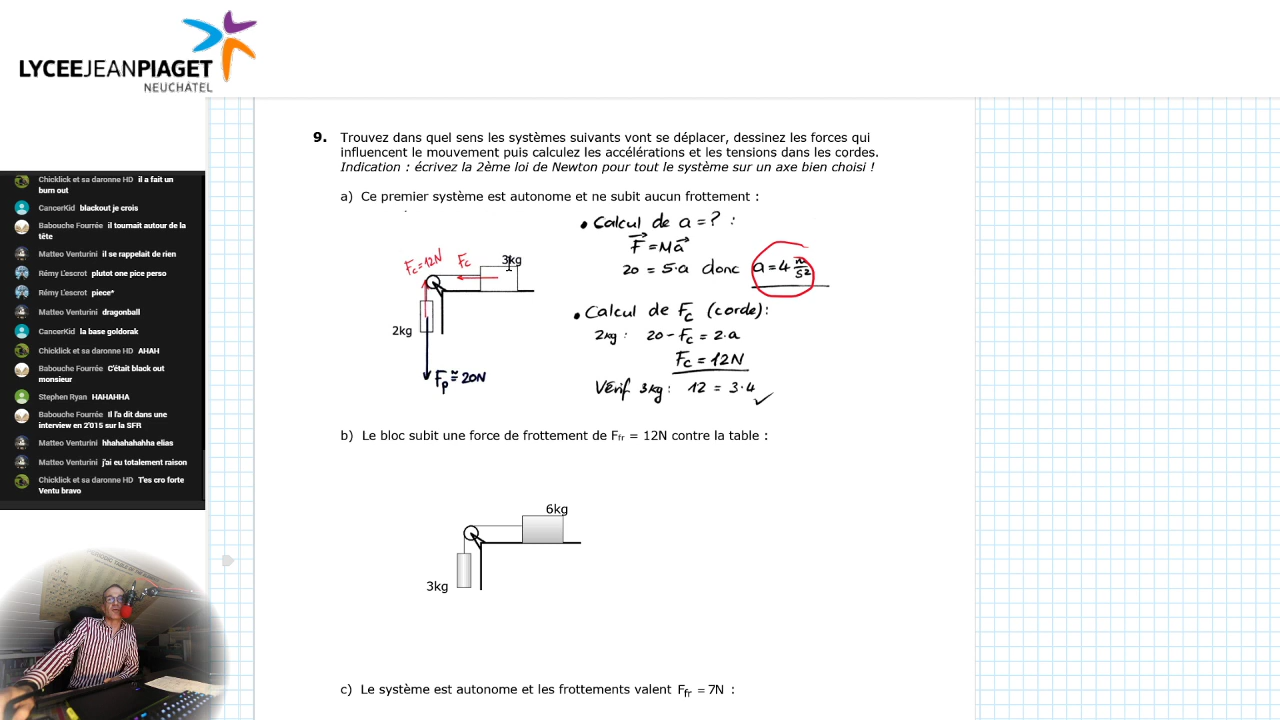 LYCEEJEANPIAGET
NEUCHÂTEL
Chicklick et sa daronne HD il a fait un
burn out
CancerKid blackout je crois
Babouche Fourrée il tournait autour de la
tête
Matteo Venturini il se rappelait de rien
Rémy L'escrot plutot one pice perso
Rémy L'escrot piece*
Matteo Venturini dragonball
CancerKid la base goldorak
Chicklick et sa daronne HD AHAH
Babouche Fourrée C'était black out
monsieur
Stephen Ryan HAHAHHA
Babouche Fourrée Il l'a dit dans une
interview en 2'015 sur la SFR
Matteo Venturini hhahahahahha elias
Matteo Venturini j'ai eu totalement raison
Chicklick et sa daronne HD T'es cro forte
Ventu bravo
9. Trouvez dans quel sens les systèmes suivants vont se déplacer, dessinez les forces qui
influencent le mouvement puis calculez les accélérations et les tensions dans les cordes.
Indication : écrivez la 2ème loi de Newton pour tout le système sur un axe bien choisi !
a) Ce premier système est autonome et ne subit aucun frottement :
Fc=12N
Fc
3kg
2kg
Fp ≅ 20N
• Calcul de a = ? :
F = Ma
20 = 5·a donc a = 4 m/s²
• Calcul de Fc (corde):
2kg : 20 - Fc = 2·a
Fc = 12N
Vérif 3kg : 12 = 3·4 ✓
b) Le bloc subit une force de frottement de Ffr = 12N contre la table :
6kg
3kg
c) Le système est autonome et les frottements valent Ffr = 7N :